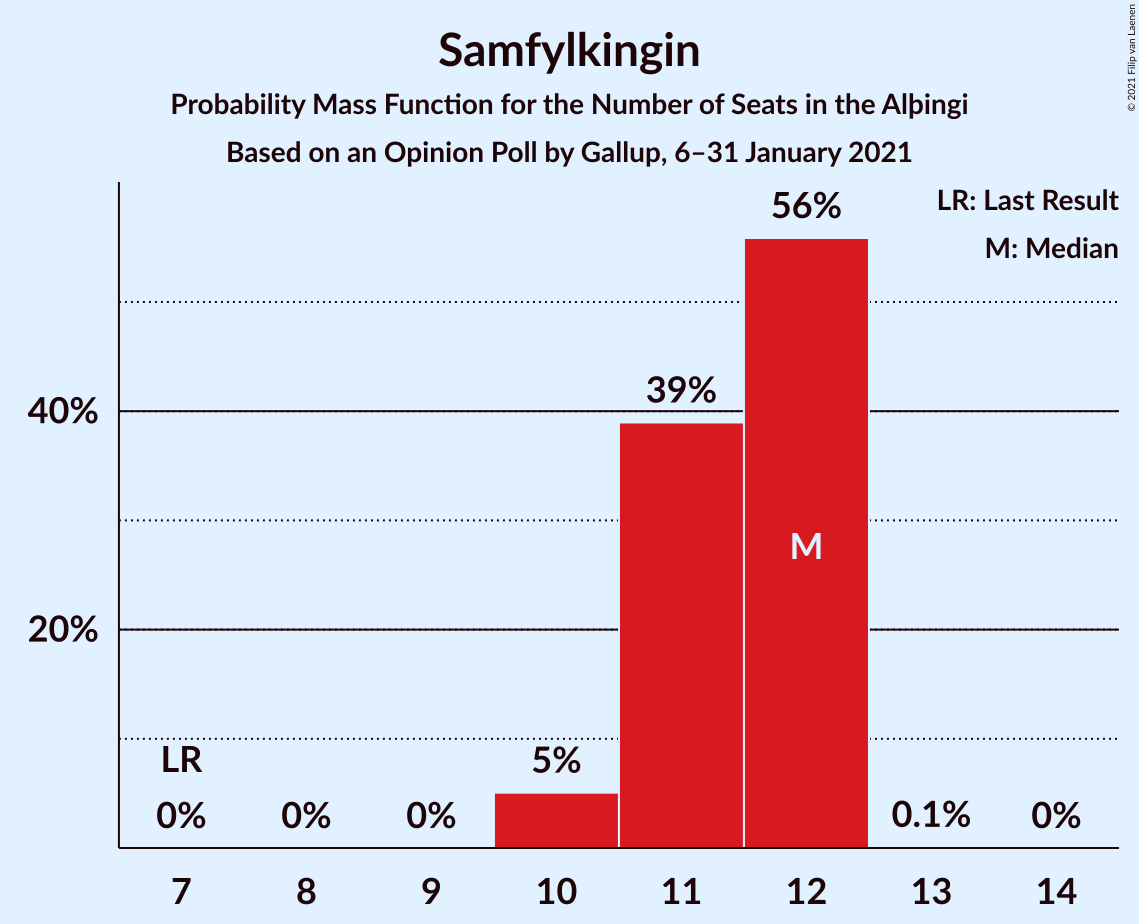 Samfylkingin
Probability Mass Function for the Number of Seats in the Alþingi
Based on an Opinion Poll by Gallup, 6–31 January 2021
© 2021 Filip van Laenen
LR: Last Result
M: Median
56%
39%
40%
M
20%
LR
5%
0%
0%
0%
0.1%
0%
7
8
9
10
11
12
13
14